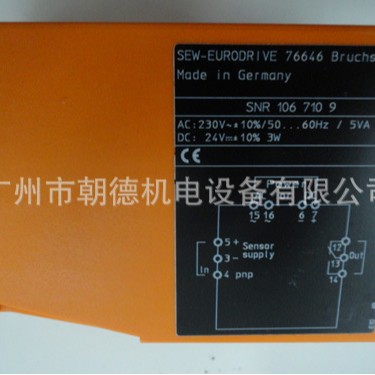 SEW-EURODRIVE 76646 Bruchs
Made in Germany
SNR 106 710 9
AC: 230V~± 10%/50...60Hz / 5VA
DC: 24V⎓± 10% 3W
CE
广州市朝德机电设备有限公司
15 16 6 7
5 + Sensor
3 - supply
4 pnp
In
12
13
14
Out